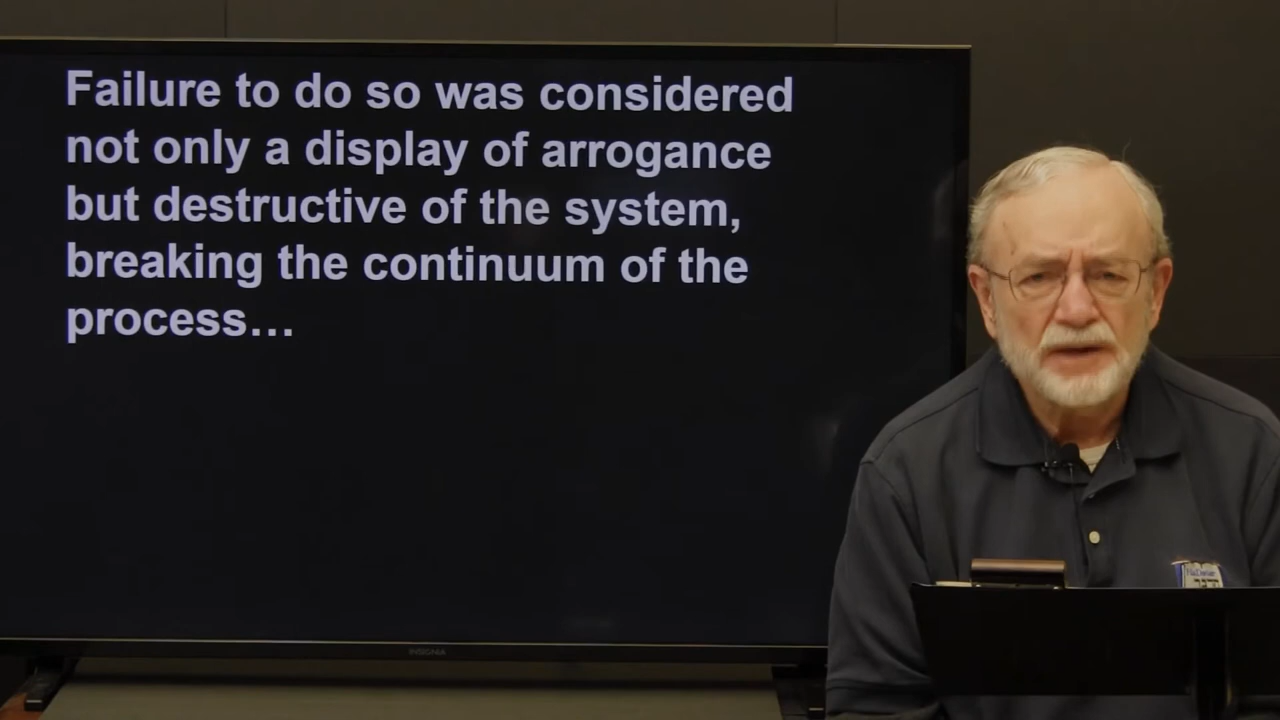 Failure to do so was considered
not only a display of arrogance
but destructive of the system,
breaking the continuum of the
process…
INSIGNIA